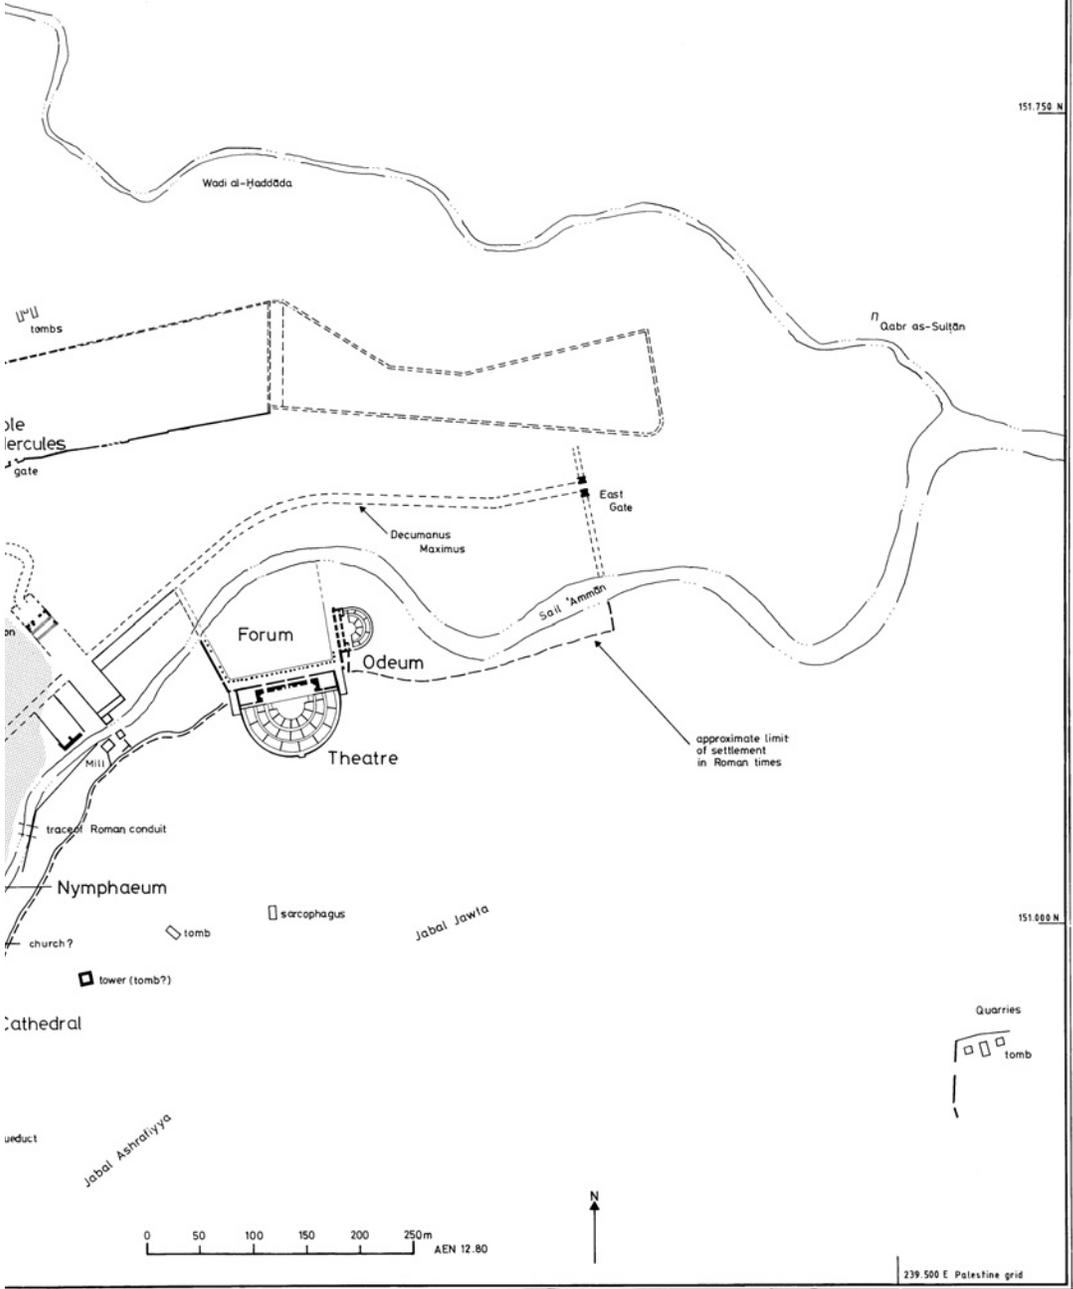 151.750 N
Wadi al-Ḥaddāda
tombs
Qabr as-Sulṭān
ple
Hercules
gate
East
Gate
Decumanus
Maximus
Sail ʿAmmān
on
Forum
Odeum
approximate limit
of settlement
in Roman times
Theatre
Mill
trace of Roman conduit
Nymphaeum
sarcophagus
Jabal Jawfa
151.000 N
tomb
church?
tower (tomb?)
Quarries
Cathedral
tomb
ueduct
Jabal Ashrafiyya
N
0 50 100 150 200 250m
AEN 12.80
239.500 E Palestine grid